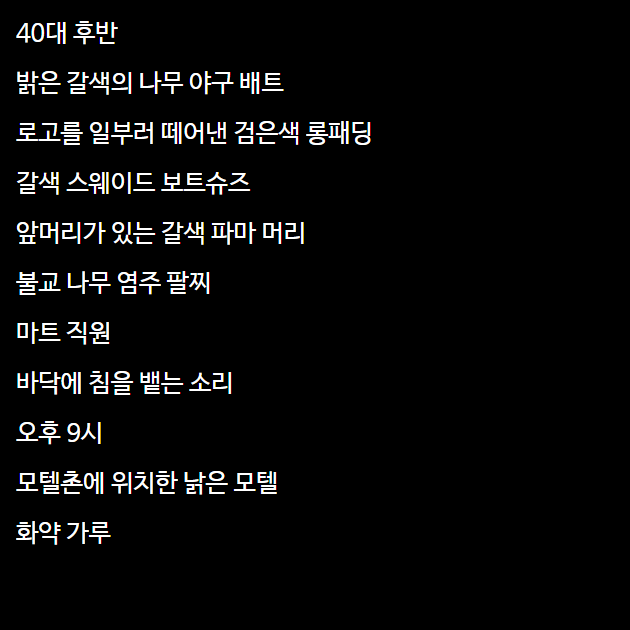 40대 후반
밝은 갈색의 나무 야구 배트
로고를 일부러 떼어낸 검은색 롱패딩
갈색 스웨이드 보트슈즈
앞머리가 있는 갈색 파마 머리
불교 나무 염주 팔찌
마트 직원
바닥에 침을 뱉는 소리
오후 9시
모텔촌에 위치한 낡은 모텔
화약 가루